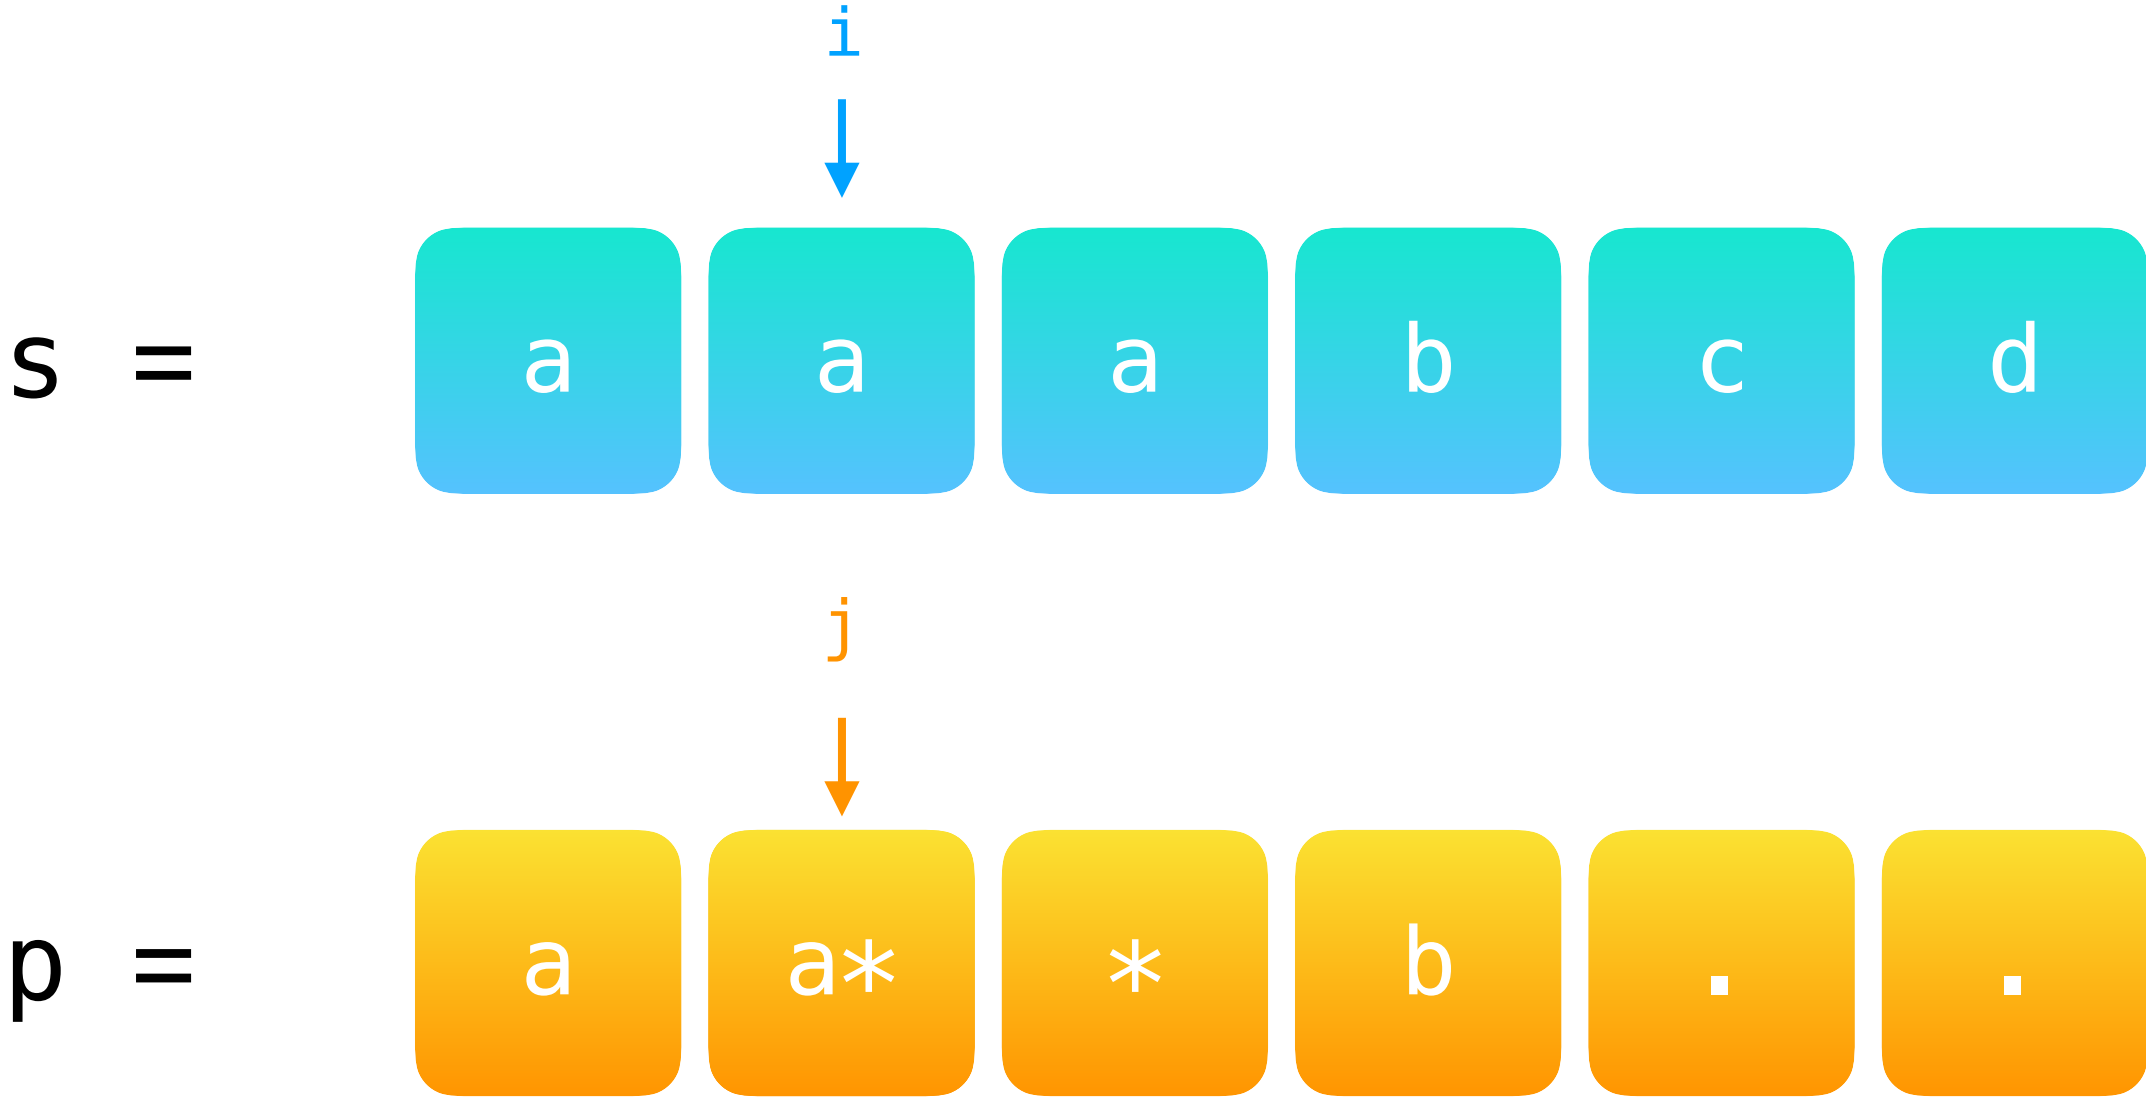 i
s = a a a b c d
j
p = a a* * b . .